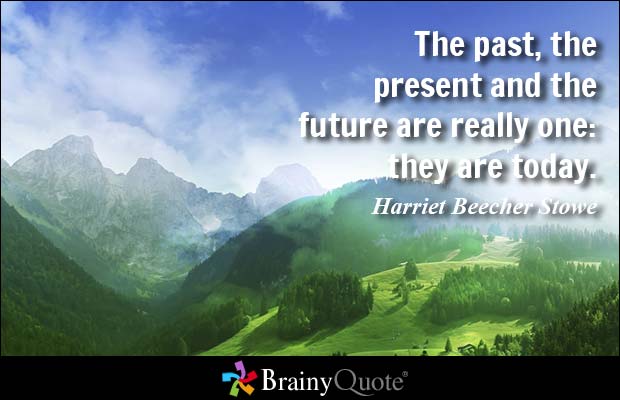 The past, the
present and the
future are really one:
they are today.
Harriet Beecher Stowe
BrainyQuote®